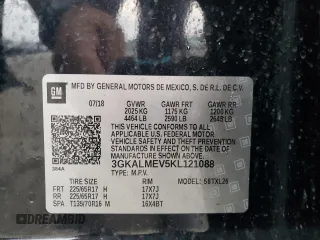 GM
MFD BY GENERAL MOTORS DE MEXICO, S. DE R.L. DE C.V.
07/18 GVWR GAWR FRT GAWR RR
2025 KG 1175 KG 1200 KG
4464 LB 2590 LB 2646 LB
THIS VEHICLE CONFORMS TO ALL
APPLICABLE U.S. FEDERAL MOTOR
VEHICLE SAFETY AND THEFT PREVENTION
STANDARDS IN EFFECT ON THE DATE OF
MANUFACTURE SHOWN ABOVE.
3GKALMEV5KL121088
TYPE: M.P.V. MODEL:
TIRE SIZE RIM
FRT 225/65R17 H 17X7J
RR 225/65R17 H 17X7J
SPA T135/70R16 M 16X4BT
DREAMBID